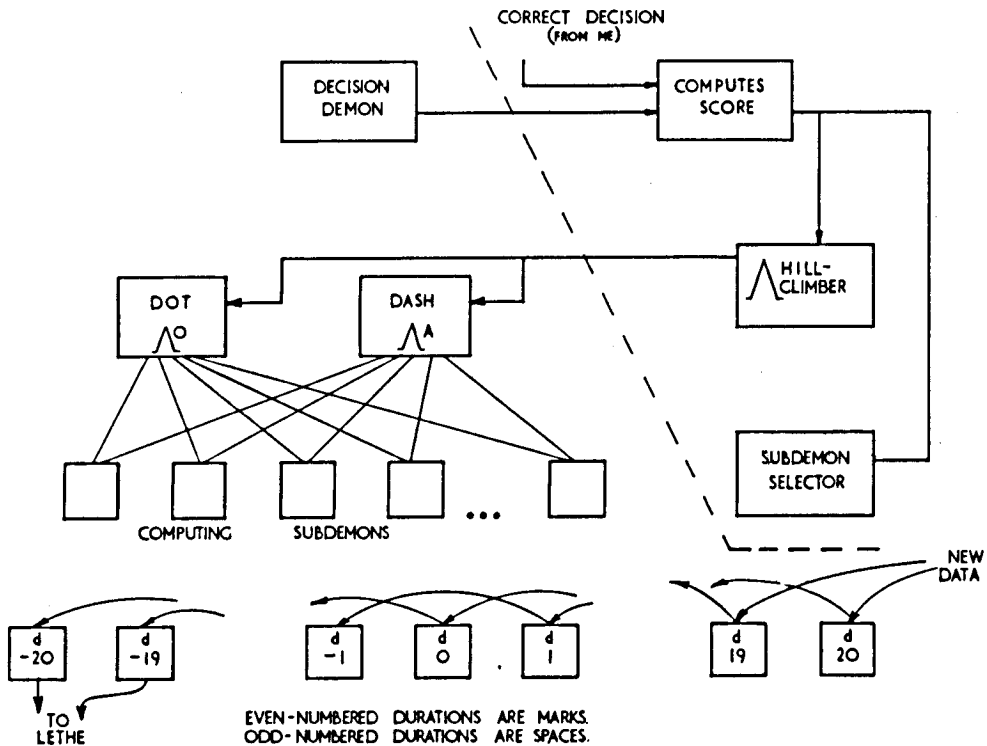 CORRECT DECISION
(FROM ME)
DECISION
DEMON
COMPUTES
SCORE
HILL-
CLIMBER
DOT
O
DASH
A
SUBDEMON
SELECTOR
COMPUTING SUBDEMONS
...
NEW
DATA
d
-20
d
-19
d
-1
d
0
d
1
d
19
d
20
TO
LETHE
EVEN-NUMBERED DURATIONS ARE MARKS.
ODD-NUMBERED DURATIONS ARE SPACES.